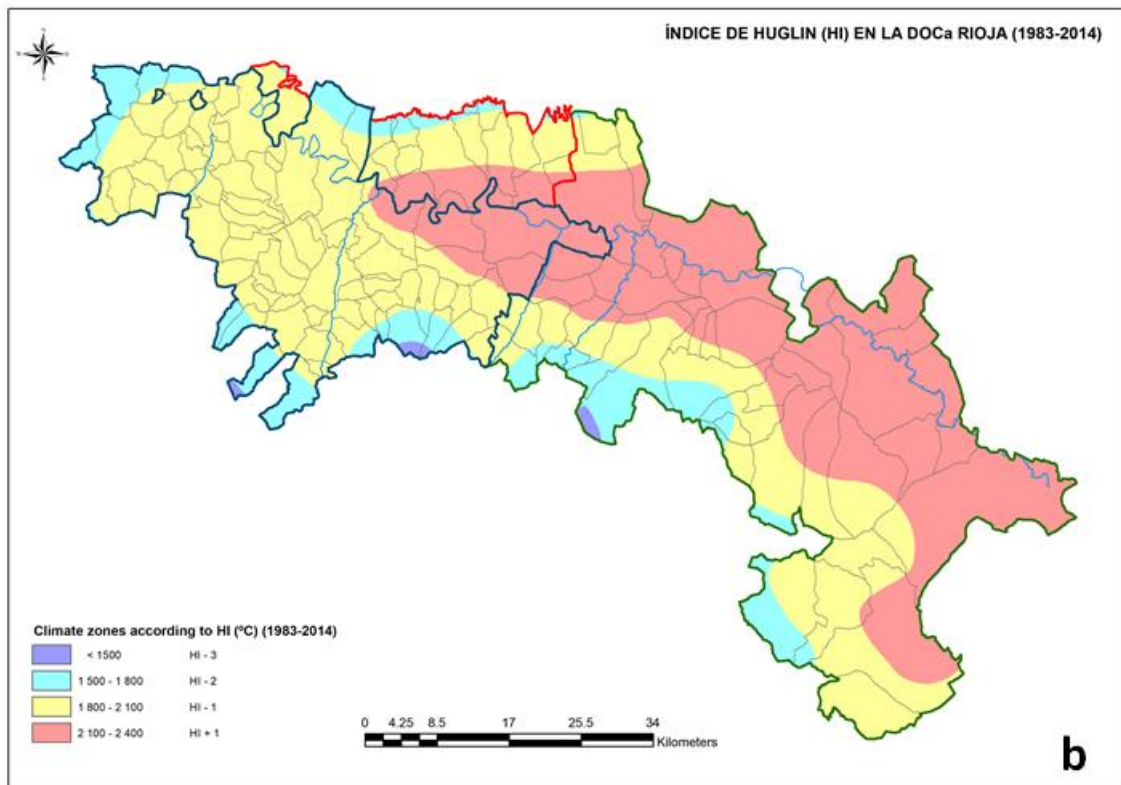 ÍNDICE DE HUGLIN (HI) EN LA DOCa RIOJA (1983-2014)
Climate zones according to HI (ºC) (1983-2014)
< 1500 HI - 3
1 500 - 1 800 HI - 2
1 800 - 2 100 HI - 1
2 100 - 2 400 HI + 1
0 4.25 8.5 17 25.5 34
Kilometers
b